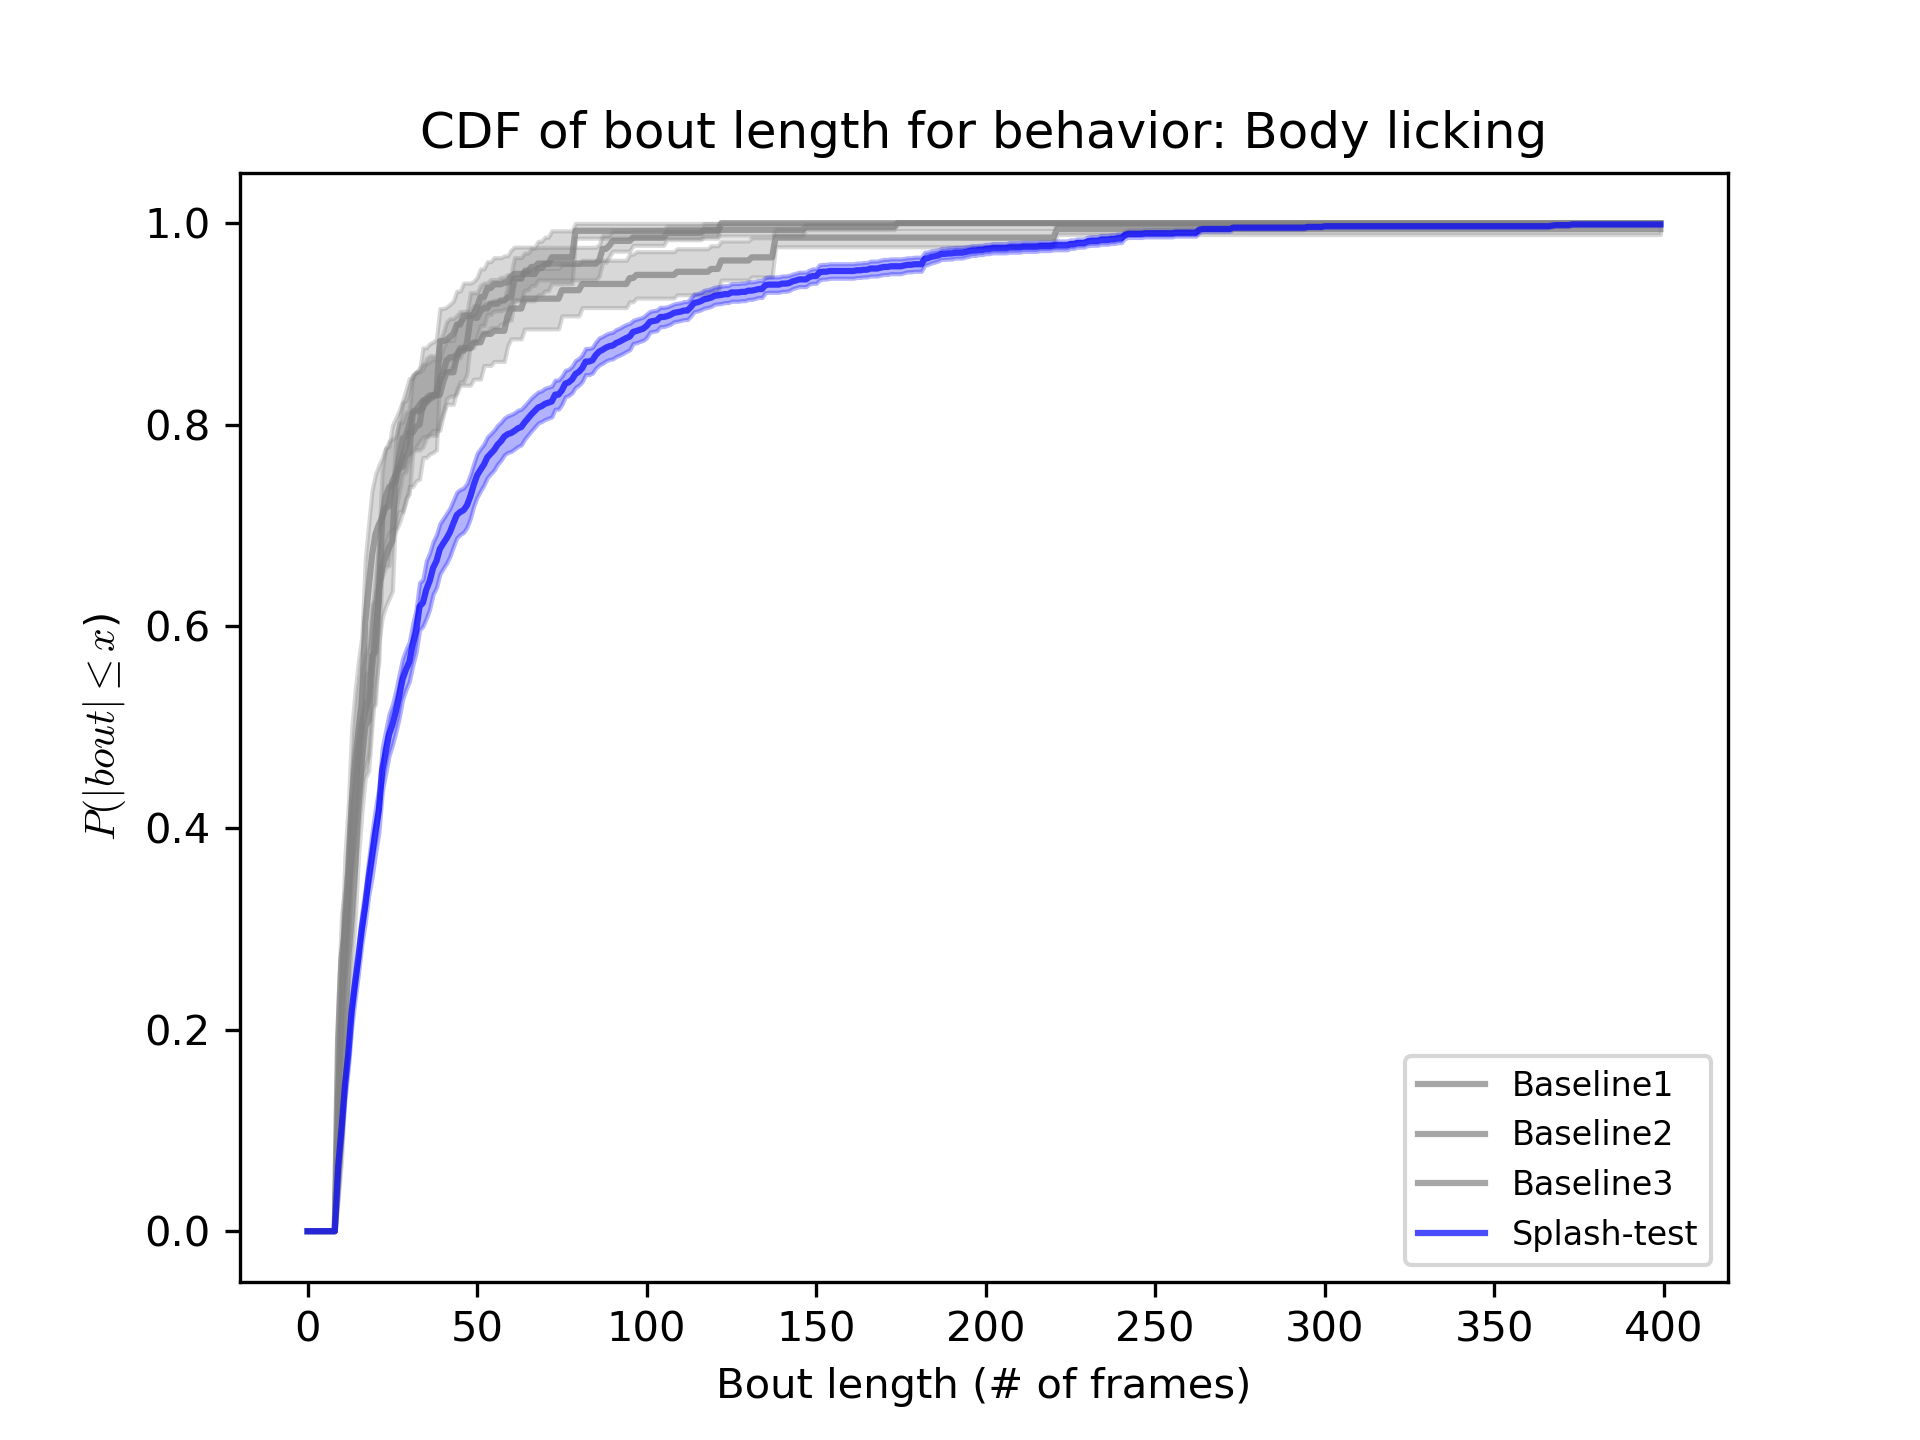 CDF of bout length for behavior: Body licking
1.0
0.8
0.6
0.4
0.2
0.0
P(|bout| ≤ x)
0 50 100 150 200 250 300 350 400
Bout length (# of frames)
Baseline1
Baseline2
Baseline3
Splash-test